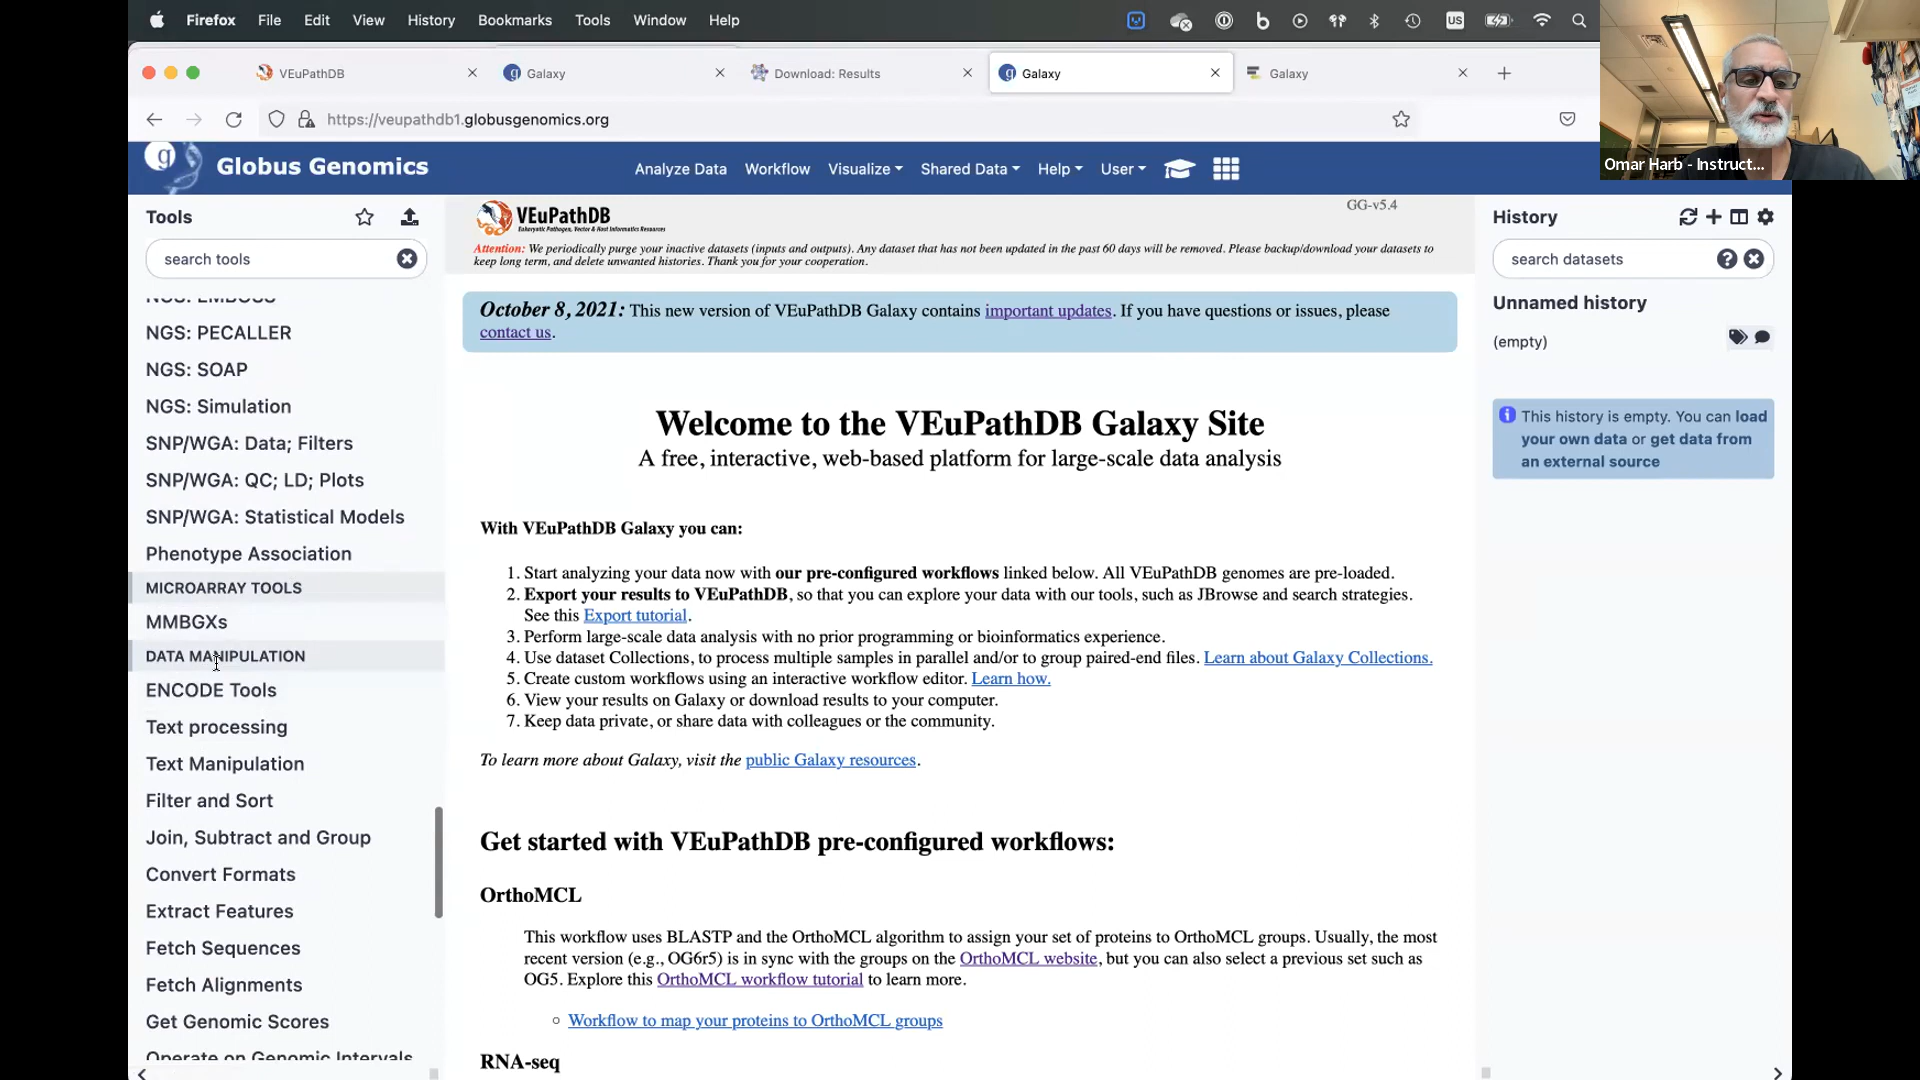 Firefox File Edit View History Bookmarks Tools Window Help
US
VEuPathDB
Galaxy
Download: Results
Galaxy
Galaxy
https://veupathdb1.globusgenomics.org
Omar Harb - Instruct...
Globus Genomics
Analyze Data Workflow Visualize Shared Data Help User
Tools
search tools
NGS: EMBOSS
NGS: PECALLER
NGS: SOAP
NGS: Simulation
SNP/WGA: Data; Filters
SNP/WGA: QC; LD; Plots
SNP/WGA: Statistical Models
Phenotype Association
MICROARRAY TOOLS
MMBGXs
DATA MANIPULATION
ENCODE Tools
Text processing
Text Manipulation
Filter and Sort
Join, Subtract and Group
Convert Formats
Extract Features
Fetch Sequences
Fetch Alignments
Get Genomic Scores
Operate on Genomic Intervals
VEuPathDB
Eukaryotic Pathogen, Vector & Host Informatics Resources
GG-v5.4
Attention: We periodically purge your inactive datasets (inputs and outputs). Any dataset that has not been updated in the past 60 days will be removed. Please backup/download your datasets to
keep long term, and delete unwanted histories. Thank you for your cooperation.
October 8, 2021: This new version of VEuPathDB Galaxy contains important updates. If you have questions or issues, please
contact us.
Welcome to the VEuPathDB Galaxy Site
A free, interactive, web-based platform for large-scale data analysis
With VEuPathDB Galaxy you can:
1. Start analyzing your data now with our pre-configured workflows linked below. All VEuPathDB genomes are pre-loaded.
2. Export your results to VEuPathDB, so that you can explore your data with our tools, such as JBrowse and search strategies.
See this Export tutorial.
3. Perform large-scale data analysis with no prior programming or bioinformatics experience.
4. Use dataset Collections, to process multiple samples in parallel and/or to group paired-end files. Learn about Galaxy Collections.
5. Create custom workflows using an interactive workflow editor. Learn how.
6. View your results on Galaxy or download results to your computer.
7. Keep data private, or share data with colleagues or the community.
To learn more about Galaxy, visit the public Galaxy resources.
Get started with VEuPathDB pre-configured workflows:
OrthoMCL
This workflow uses BLASTP and the OrthoMCL algorithm to assign your set of proteins to OrthoMCL groups. Usually, the most
recent version (e.g., OG6r5) is in sync with the groups on the OrthoMCL website, but you can also select a previous set such as
OG5. Explore this OrthoMCL workflow tutorial to learn more.
Workflow to map your proteins to OrthoMCL groups
RNA-seq
History
search datasets
Unnamed history
(empty)
This history is empty. You can load
your own data or get data from
an external source